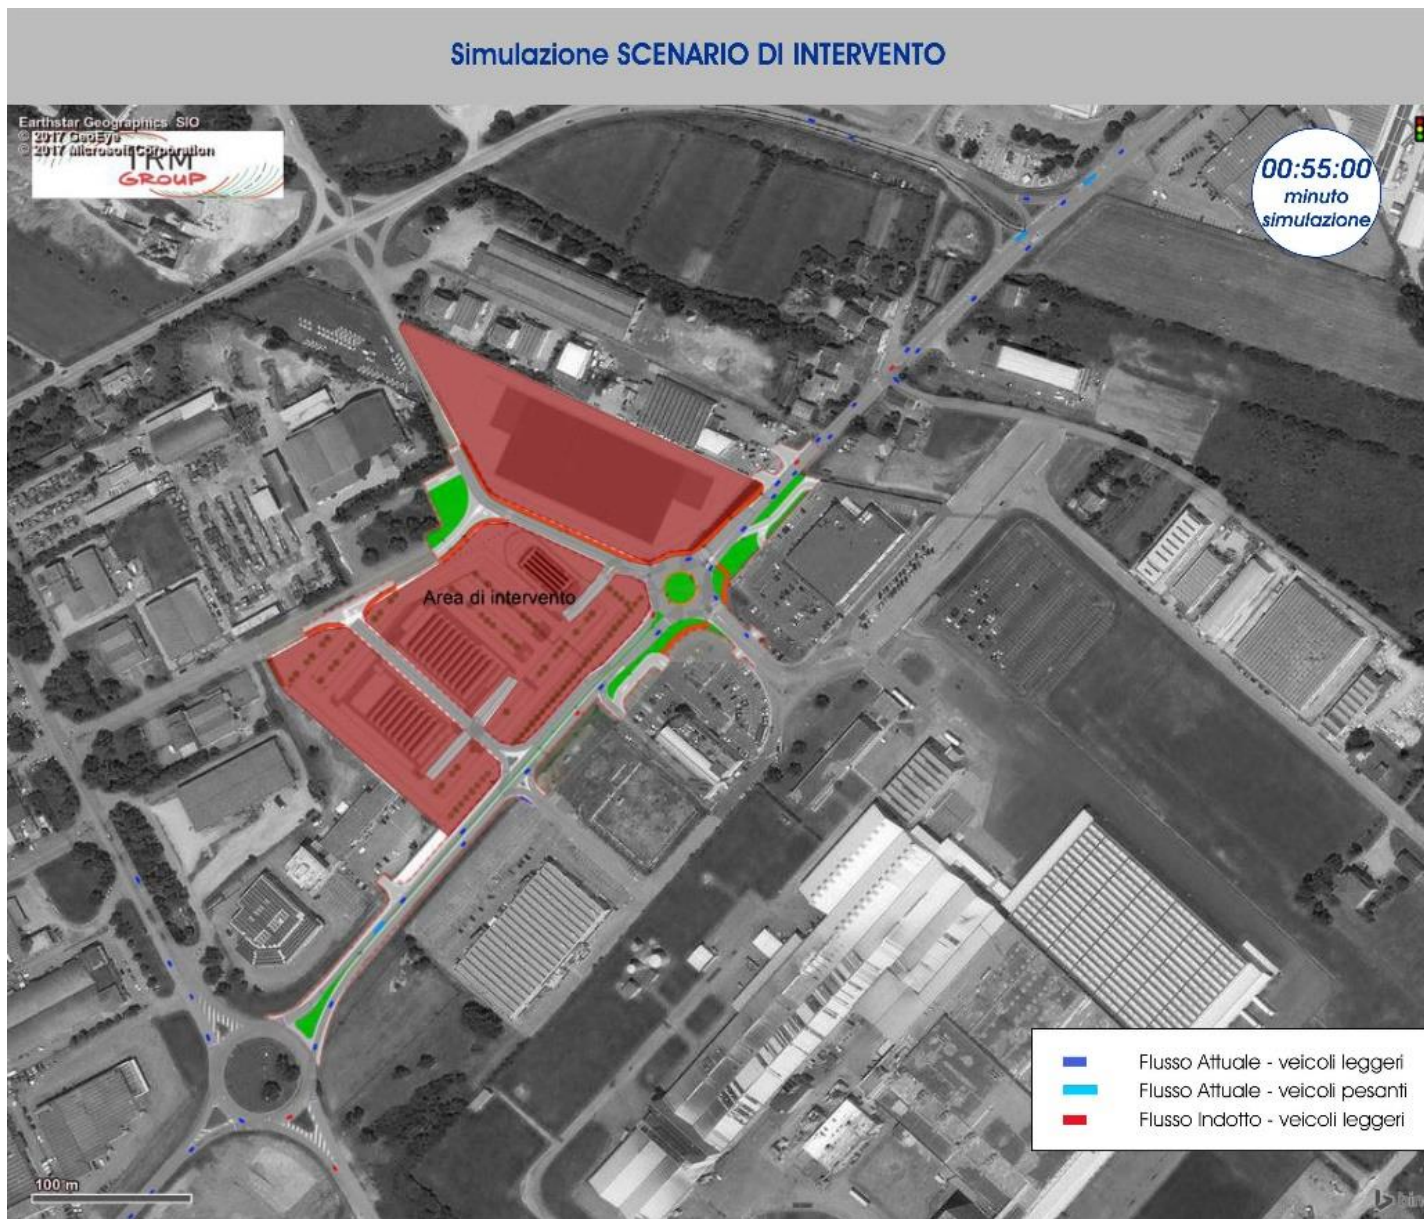 Simulazione SCENARIO DI INTERVENTO
Earthstar Geographics SIO
© 2017 GeoEye
© 2017 Microsoft Corporation
TRM
GROUP
00:55:00
minuto
simulazione
Area di intervento
Flusso Attuale - veicoli leggeri
Flusso Attuale - veicoli pesanti
Flusso Indotto - veicoli leggeri
100 m